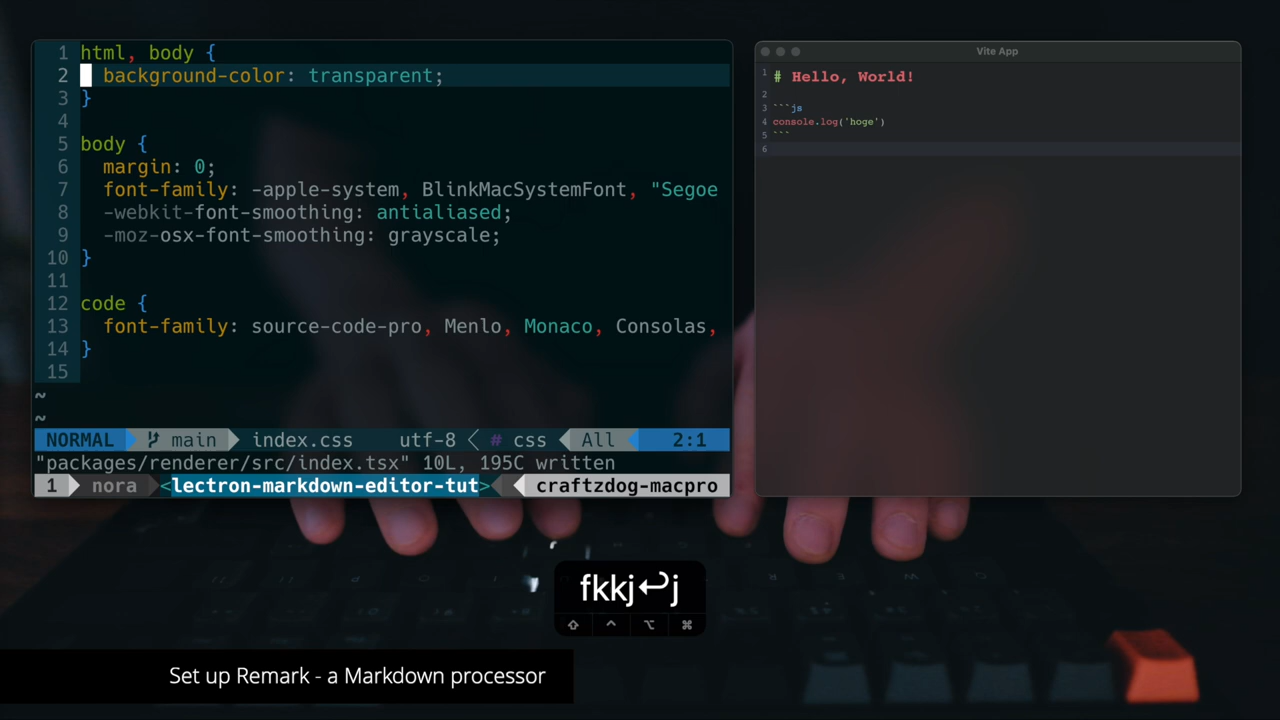 1 html, body {
2 background-color: transparent;
3 }
4
5 body {
6 margin: 0;
7 font-family: -apple-system, BlinkMacSystemFont, "Segoe
8 -webkit-font-smoothing: antialiased;
9 -moz-osx-font-smoothing: grayscale;
10 }
11
12 code {
13 font-family: source-code-pro, Menlo, Monaco, Consolas,
14 }
15
~
~
NORMAL main index.css utf-8 < # css < All 2:1
"packages/renderer/src/index.tsx" 10L, 195C written
1 nora <lectron-markdown-editor-tut> craftzdog-macpro
Vite App
1 # Hello, World!
2
3 ```js
4 console.log('hoge')
5 ```
6
fkkj↩j
⇧ ^ ⌥ ⌘
Set up Remark - a Markdown processor